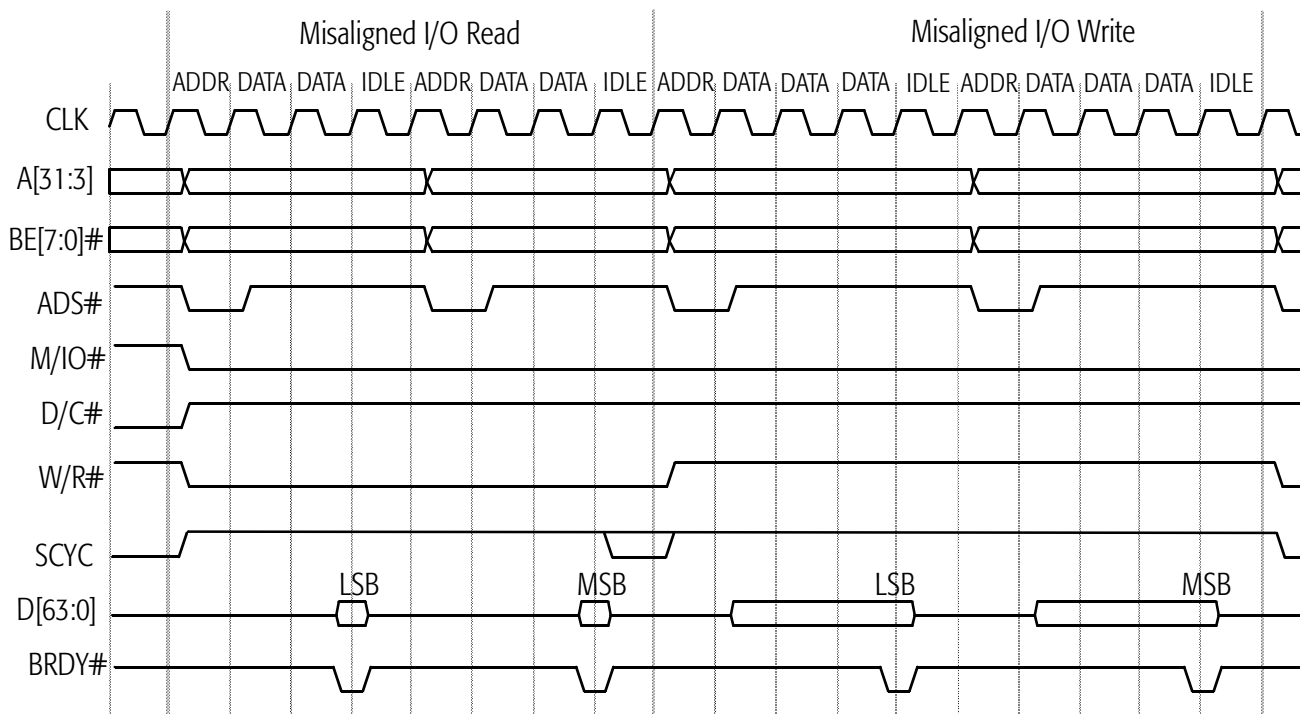 Misaligned I/O Read Misaligned I/O Write
ADDR DATA DATA IDLE ADDR DATA DATA IDLE ADDR DATA DATA DATA IDLE ADDR DATA DATA DATA IDLE
CLK
A[31:3]
BE[7:0]#
ADS#
M/IO#
D/C#
W/R#
SCYC
LSB MSB LSB MSB
D[63:0]
BRDY#